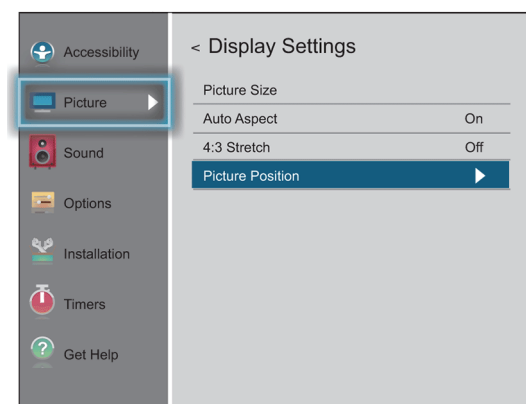 Accessibility
Picture
Sound
Options
Installation
Timers
Get Help
< Display Settings
Picture Size
Auto Aspect On
4:3 Stretch Off
Picture Position